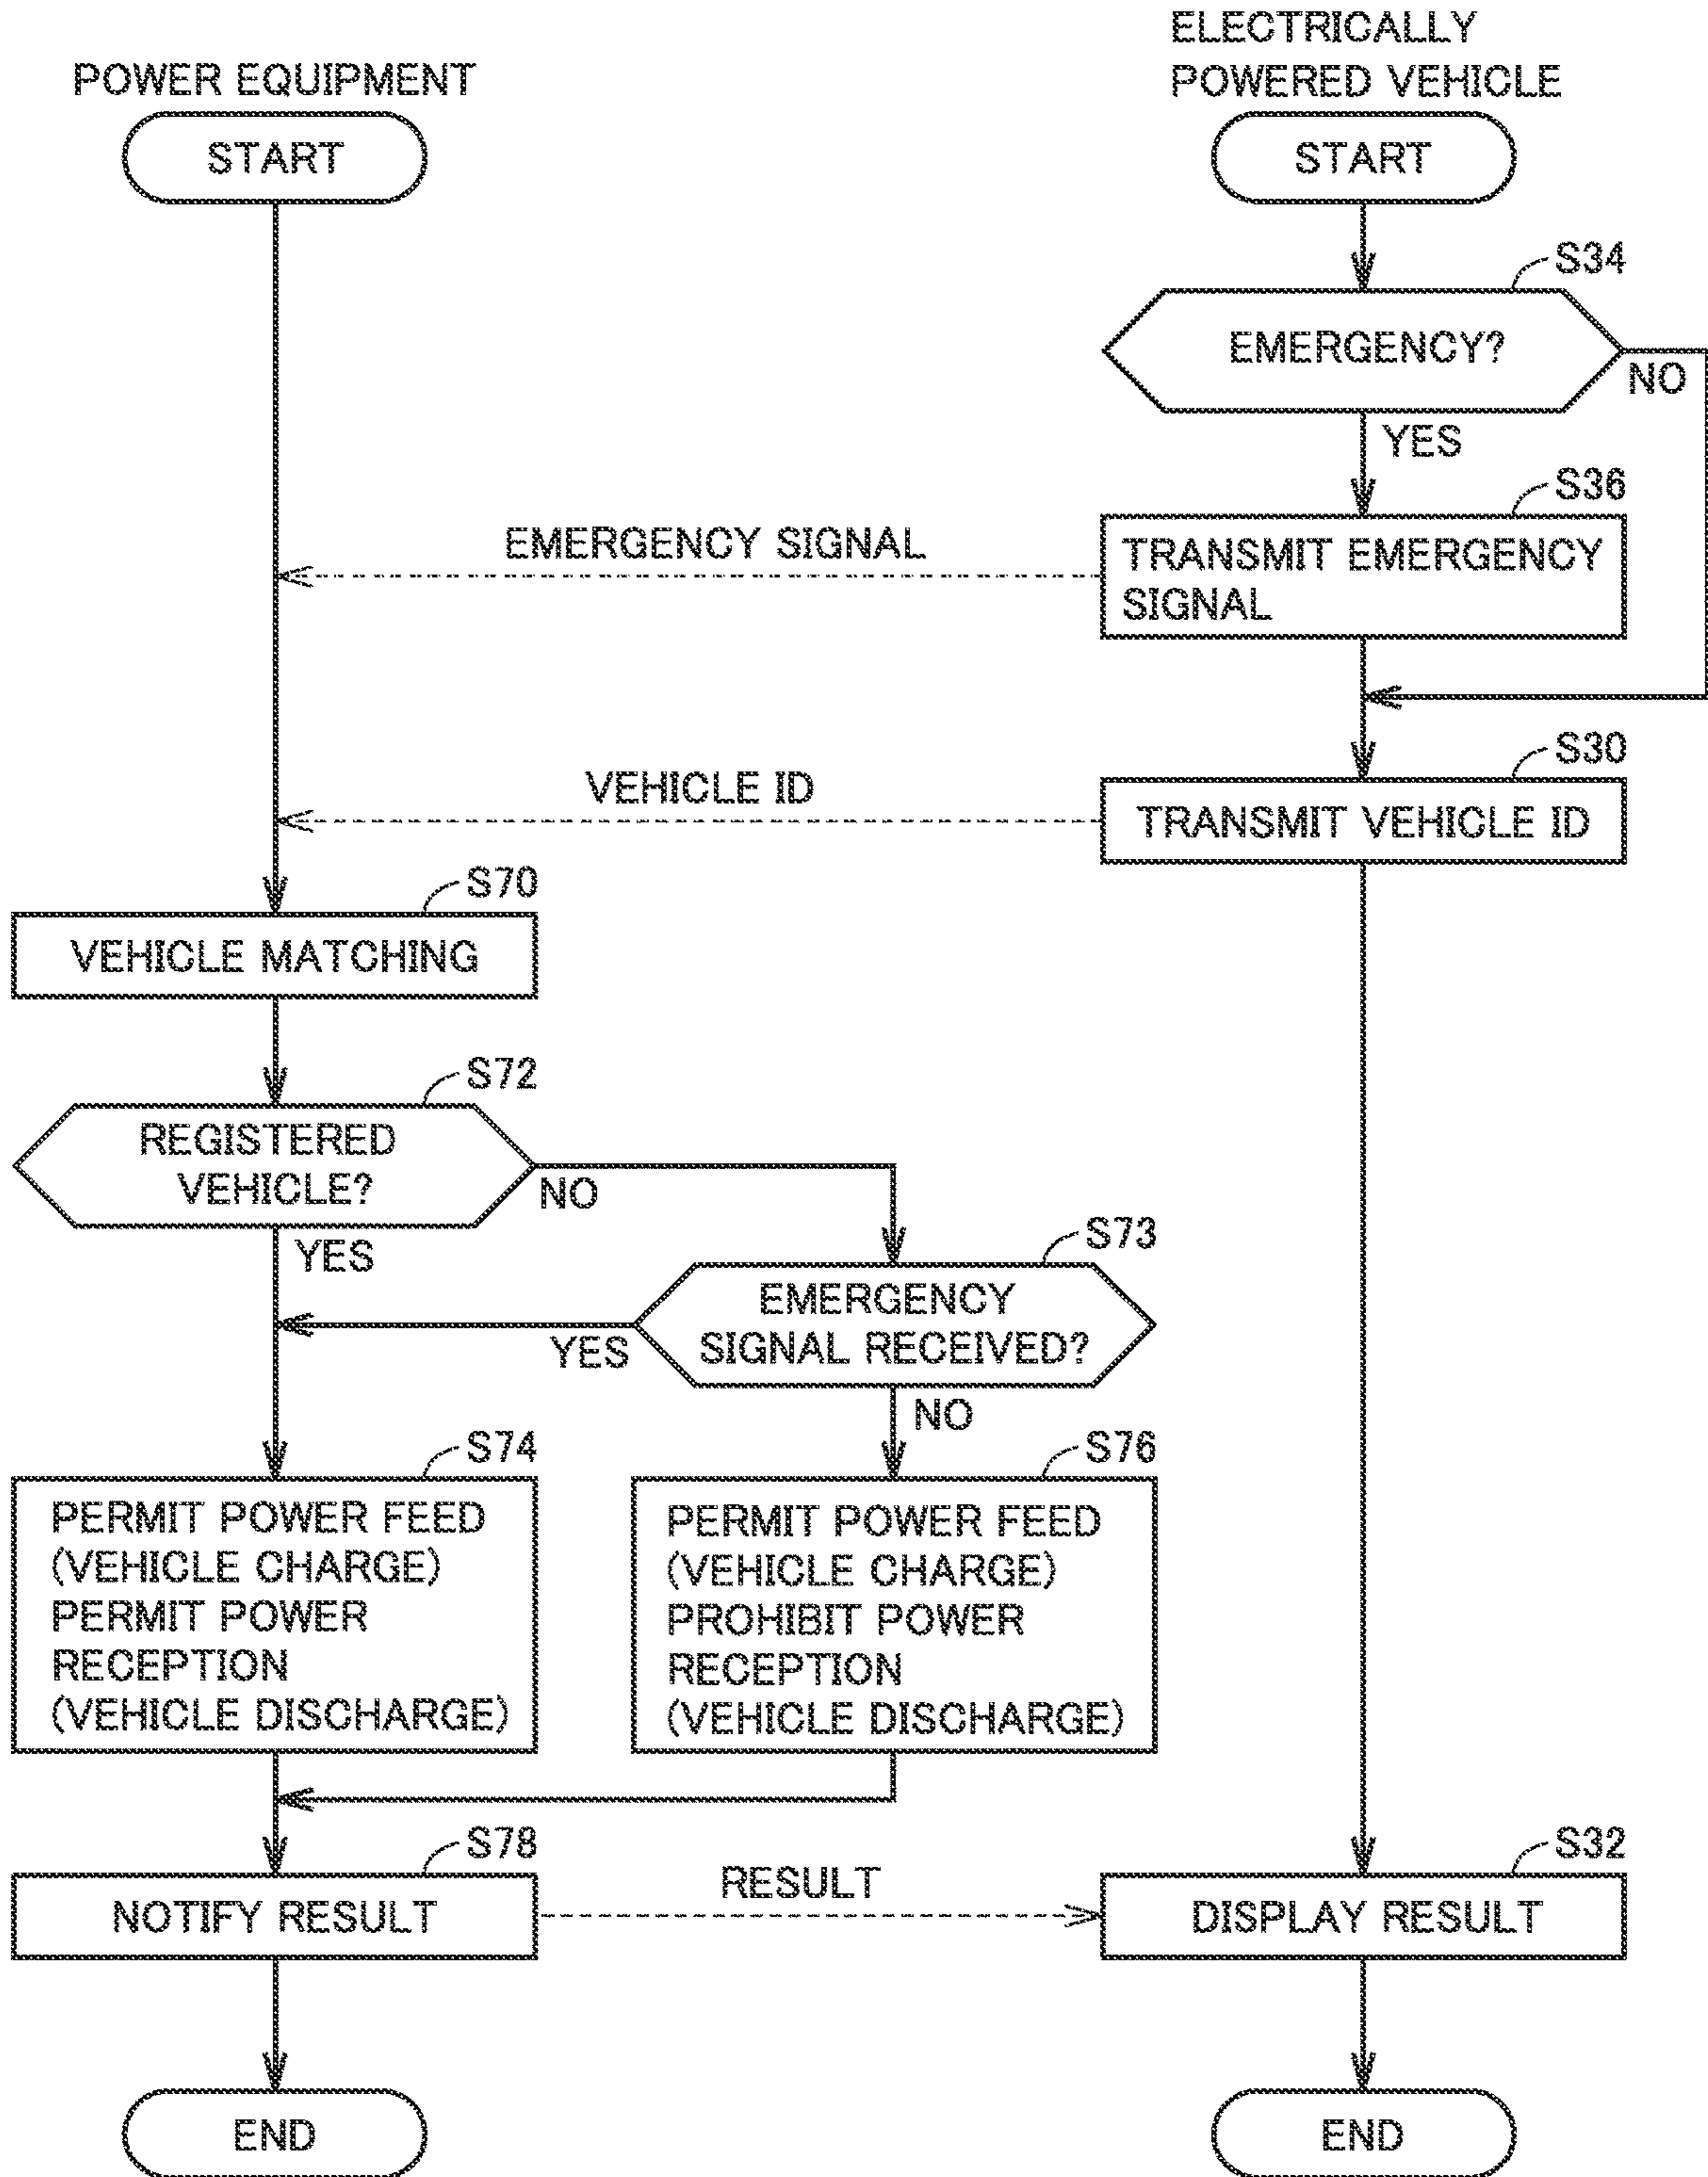 POWER EQUIPMENT
START
ELECTRICALLY
POWERED VEHICLE
START
S34
EMERGENCY?
NO
YES
S36
TRANSMIT EMERGENCY
SIGNAL
EMERGENCY SIGNAL
S30
TRANSMIT VEHICLE ID
VEHICLE ID
S70
VEHICLE MATCHING
S72
REGISTERED
VEHICLE?
NO
YES
S73
EMERGENCY
SIGNAL RECEIVED?
YES
NO
S74
PERMIT POWER FEED
(VEHICLE CHARGE)
PERMIT POWER
RECEPTION
(VEHICLE DISCHARGE)
S76
PERMIT POWER FEED
(VEHICLE CHARGE)
PROHIBIT POWER
RECEPTION
(VEHICLE DISCHARGE)
S78
NOTIFY RESULT
RESULT
S32
DISPLAY RESULT
END
END